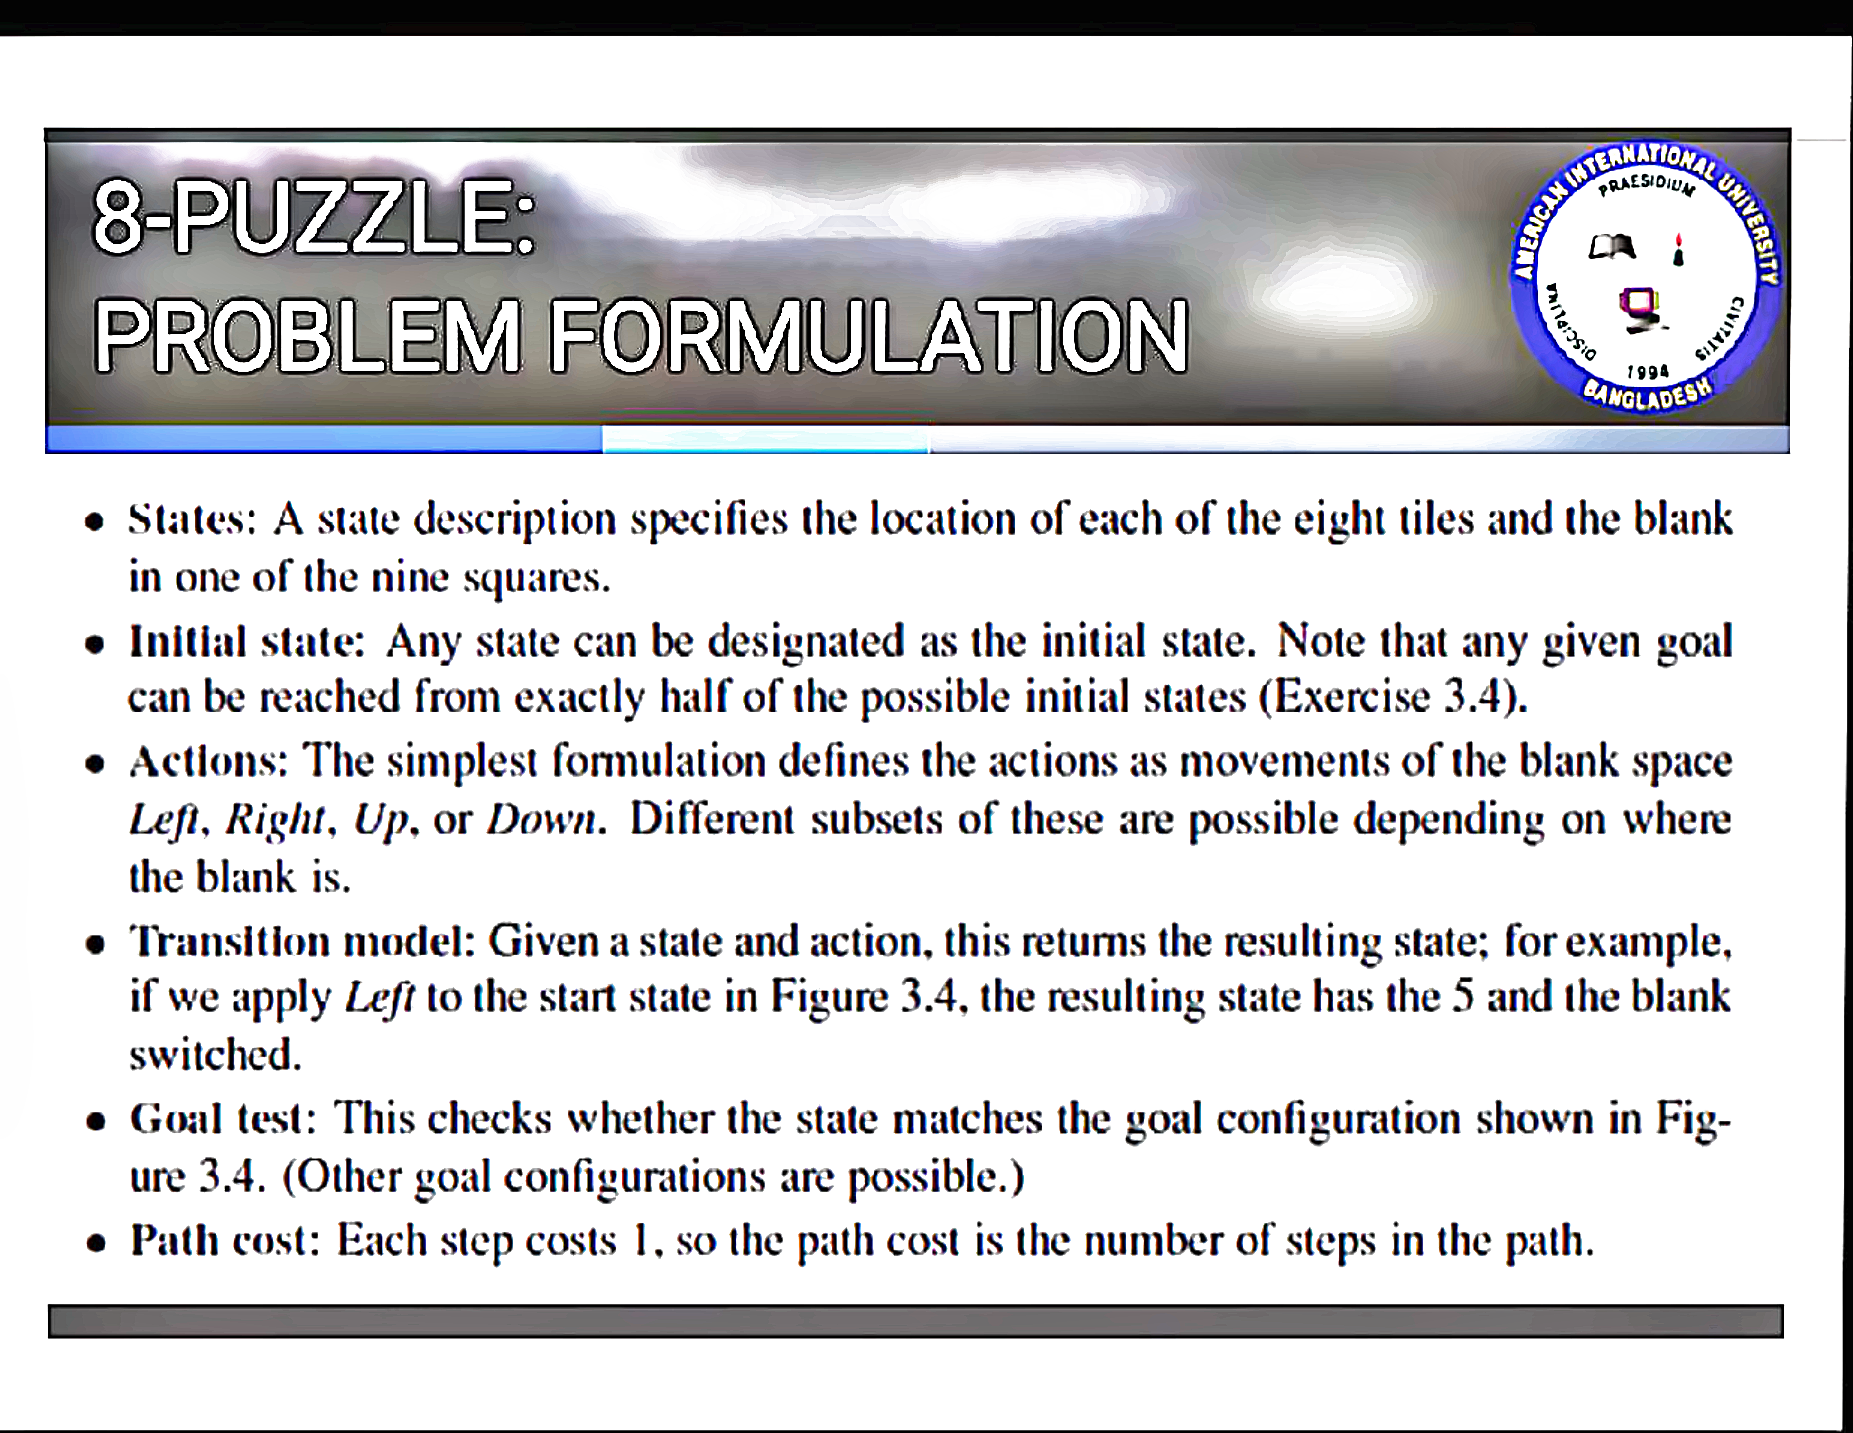 8-PUZZLE:
PROBLEM FORMULATION
AMERICAN INTERNATIONAL UNIVERSITY
PRAESIDIUM
DISCIPLINA
CIVITATIS
1994
BANGLADESH
• States: A state description specifies the location of each of the eight tiles and the blank
in one of the nine squares.
• Initial state: Any state can be designated as the initial state. Note that any given goal
can be reached from exactly half of the possible initial states (Exercise 3.4).
• Actions: The simplest formulation defines the actions as movements of the blank space
Left, Right, Up, or Down. Different subsets of these are possible depending on where
the blank is.
• Transition model: Given a state and action, this returns the resulting state; for example,
if we apply Left to the start state in Figure 3.4, the resulting state has the 5 and the blank
switched.
• Goal test: This checks whether the state matches the goal configuration shown in Fig-
ure 3.4. (Other goal configurations are possible.)
• Path cost: Each step costs 1, so the path cost is the number of steps in the path.